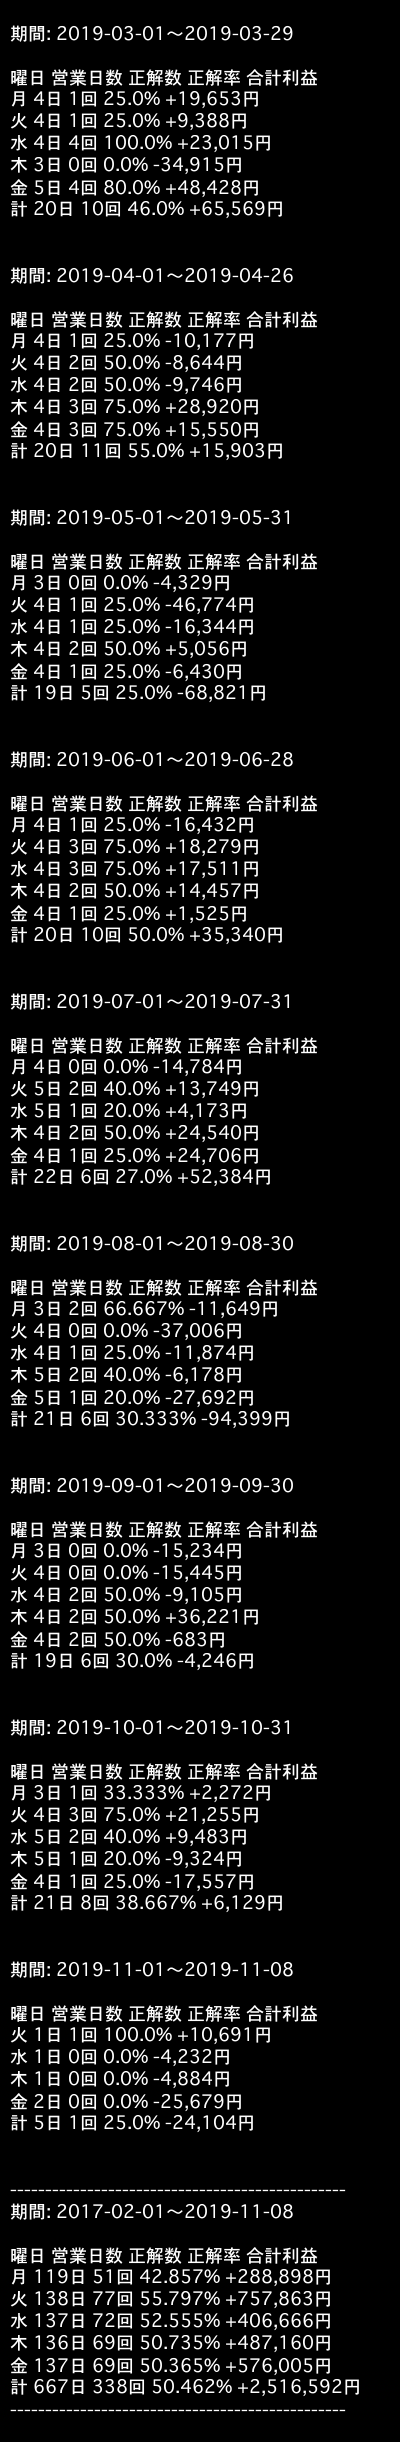 期間: 2019-03-01～2019-03-29
曜日 営業日数 正解数 正解率 合計利益
月 4日 1回 25.0% +19,653円
火 4日 1回 25.0% +9,388円
水 4日 4回 100.0% +23,015円
木 3日 0回 0.0% -34,915円
金 5日 4回 80.0% +48,428円
計 20日 10回 46.0% +65,569円
期間: 2019-04-01～2019-04-26
曜日 営業日数 正解数 正解率 合計利益
月 4日 1回 25.0% -10,177円
火 4日 2回 50.0% -8,644円
水 4日 2回 50.0% -9,746円
木 4日 3回 75.0% +28,920円
金 4日 3回 75.0% +15,550円
計 20日 11回 55.0% +15,903円
期間: 2019-05-01～2019-05-31
曜日 営業日数 正解数 正解率 合計利益
月 3日 0回 0.0% -4,329円
火 4日 1回 25.0% -46,774円
水 4日 1回 25.0% -16,344円
木 4日 2回 50.0% +5,056円
金 4日 1回 25.0% -6,430円
計 19日 5回 25.0% -68,821円
期間: 2019-06-01～2019-06-28
曜日 営業日数 正解数 正解率 合計利益
月 4日 1回 25.0% -16,432円
火 4日 3回 75.0% +18,279円
水 4日 3回 75.0% +17,511円
木 4日 2回 50.0% +14,457円
金 4日 1回 25.0% +1,525円
計 20日 10回 50.0% +35,340円
期間: 2019-07-01～2019-07-31
曜日 営業日数 正解数 正解率 合計利益
月 4日 0回 0.0% -14,784円
火 5日 2回 40.0% +13,749円
水 5日 1回 20.0% +4,173円
木 4日 2回 50.0% +24,540円
金 4日 1回 25.0% +24,706円
計 22日 6回 27.0% +52,384円
期間: 2019-08-01～2019-08-30
曜日 営業日数 正解数 正解率 合計利益
月 3日 2回 66.667% -11,649円
火 4日 0回 0.0% -37,006円
水 4日 1回 25.0% -11,874円
木 5日 2回 40.0% -6,178円
金 5日 1回 20.0% -27,692円
計 21日 6回 30.333% -94,399円
期間: 2019-09-01～2019-09-30
曜日 営業日数 正解数 正解率 合計利益
月 3日 0回 0.0% -15,234円
火 4日 0回 0.0% -15,445円
水 4日 2回 50.0% -9,105円
木 4日 2回 50.0% +36,221円
金 4日 2回 50.0% -683円
計 19日 6回 30.0% -4,246円
期間: 2019-10-01～2019-10-31
曜日 営業日数 正解数 正解率 合計利益
月 3日 1回 33.333% +2,272円
火 4日 3回 75.0% +21,255円
水 5日 2回 40.0% +9,483円
木 5日 1回 20.0% -9,324円
金 4日 1回 25.0% -17,557円
計 21日 8回 38.667% +6,129円
期間: 2019-11-01～2019-11-08
曜日 営業日数 正解数 正解率 合計利益
火 1日 1回 100.0% +10,691円
水 1日 0回 0.0% -4,232円
木 1日 0回 0.0% -4,884円
金 2日 0回 0.0% -25,679円
計 5日 1回 25.0% -24,104円
------------------------------------------------
期間: 2017-02-01～2019-11-08
曜日 営業日数 正解数 正解率 合計利益
月 119日 51回 42.857% +288,898円
火 138日 77回 55.797% +757,863円
水 137日 72回 52.555% +406,666円
木 136日 69回 50.735% +487,160円
金 137日 69回 50.365% +576,005円
計 667日 338回 50.462% +2,516,592円
------------------------------------------------